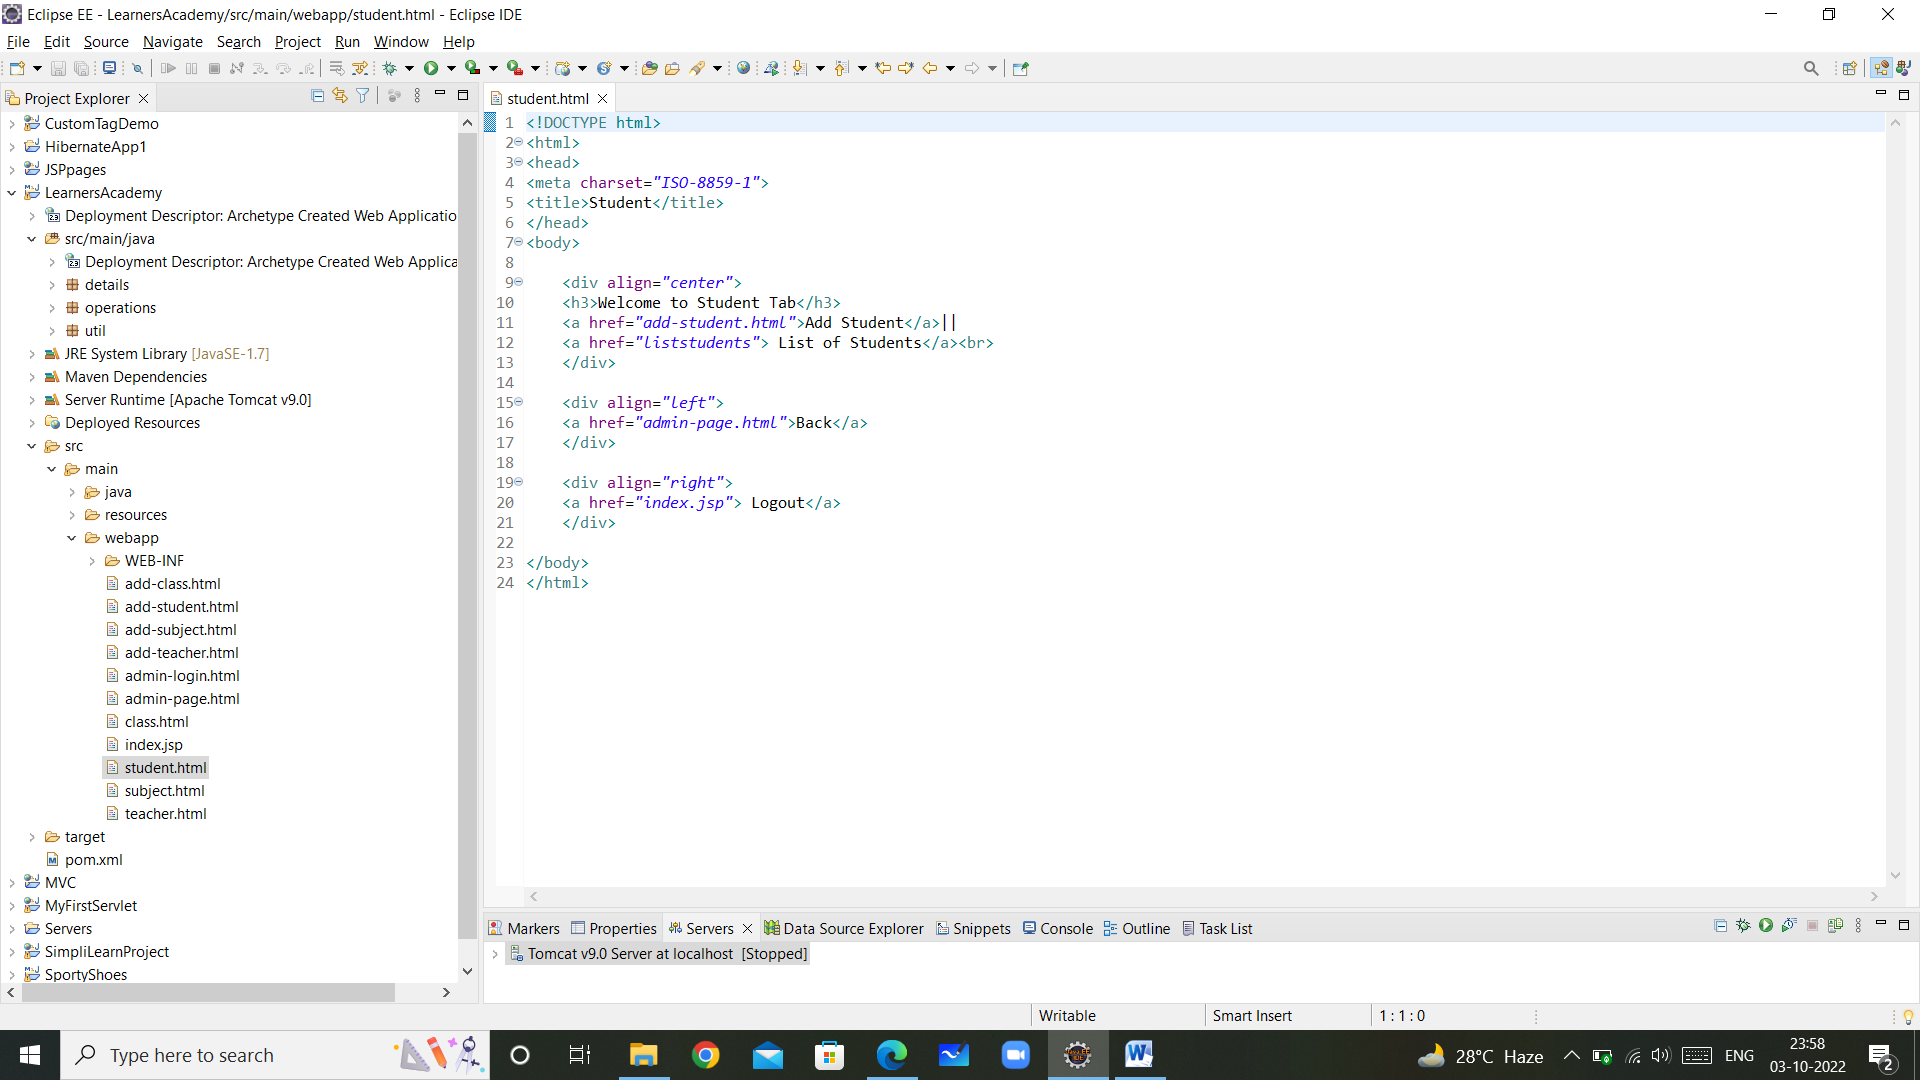 Eclipse EE - LearnersAcademy/src/main/webapp/student.html - Eclipse IDE
File Edit Source Navigate Search Project Run Window Help
Project Explorer
CustomTagDemo
HibernateApp1
JSPpages
LearnersAcademy
Deployment Descriptor: Archetype Created Web Applicatio
src/main/java
Deployment Descriptor: Archetype Created Web Applica
details
operations
util
JRE System Library [JavaSE-1.7]
Maven Dependencies
Server Runtime [Apache Tomcat v9.0]
Deployed Resources
src
main
java
resources
webapp
WEB-INF
add-class.html
add-student.html
add-subject.html
add-teacher.html
admin-login.html
admin-page.html
class.html
index.jsp
student.html
subject.html
teacher.html
target
pom.xml
MVC
MyFirstServlet
Servers
SimpliLearnProject
SportyShoes
student.html
1 <!DOCTYPE html>
2 <html>
3 <head>
4 <meta charset="ISO-8859-1">
5 <title>Student</title>
6 </head>
7 <body>
8
9 <div align="center">
10 <h3>Welcome to Student Tab</h3>
11 <a href="add-student.html">Add Student</a>||
12 <a href="liststudents"> List of Students</a><br>
13 </div>
14
15 <div align="left">
16 <a href="admin-page.html">Back</a>
17 </div>
18
19 <div align="right">
20 <a href="index.jsp"> Logout</a>
21 </div>
22
23 </body>
24 </html>
Markers Properties Servers Data Source Explorer Snippets Console Outline Task List
Tomcat v9.0 Server at localhost [Stopped]
Writable Smart Insert 1 : 1 : 0
Type here to search
28°C Haze
ENG
23:58
03-10-2022
2